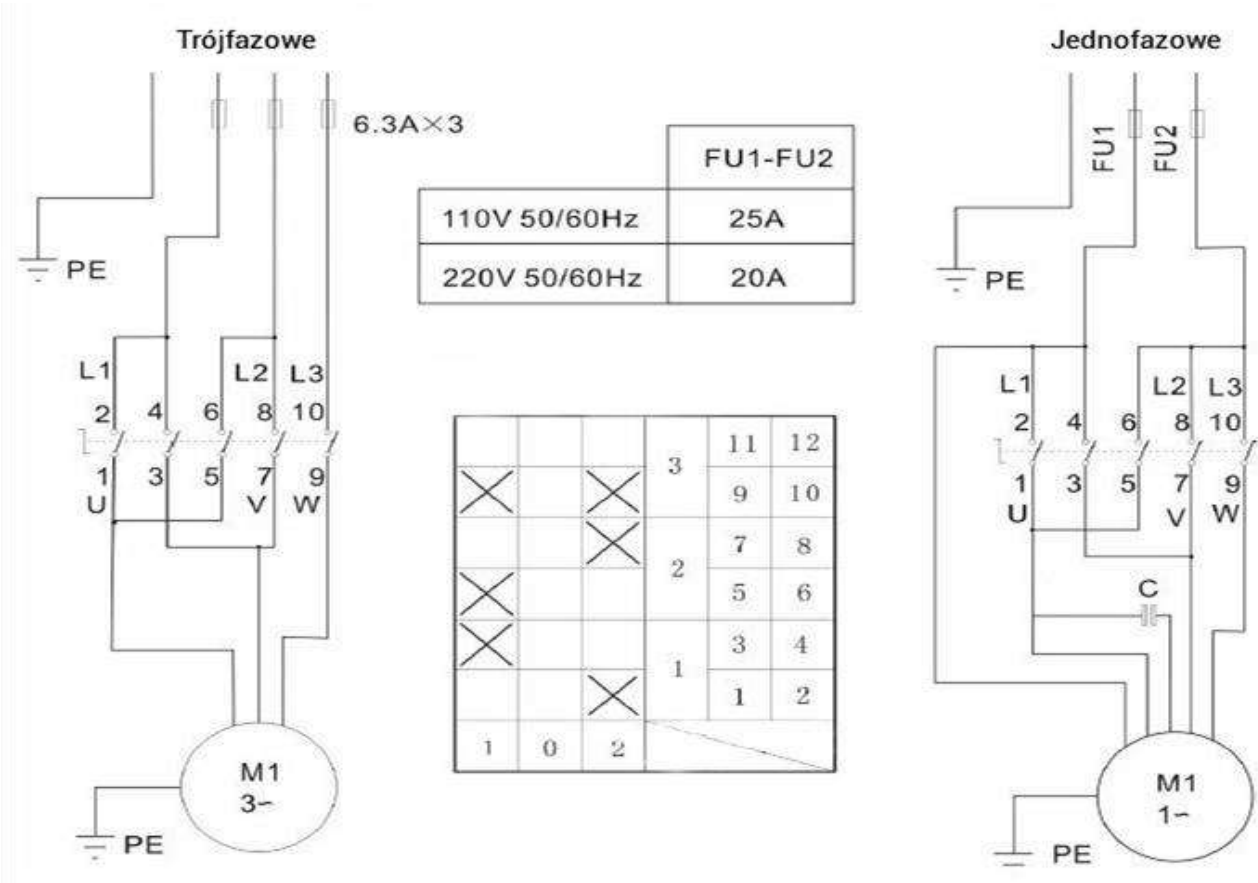 Trójfazowe
6.3A×3
PE
L1 L2 L3
2 4 6 8 10
1 3 5 7 9
U V W
M1
3~
PE
FU1-FU2
110V 50/60Hz 25A
220V 50/60Hz 20A
3 11 12
9 10
2 7 8
5 6
1 3 4
1 2
1 0 2
Jednofazowe
FU1 FU2
PE
L1 L2 L3
2 4 6 8 10
1 3 5 7 9
U V W
C
M1
1~
PE